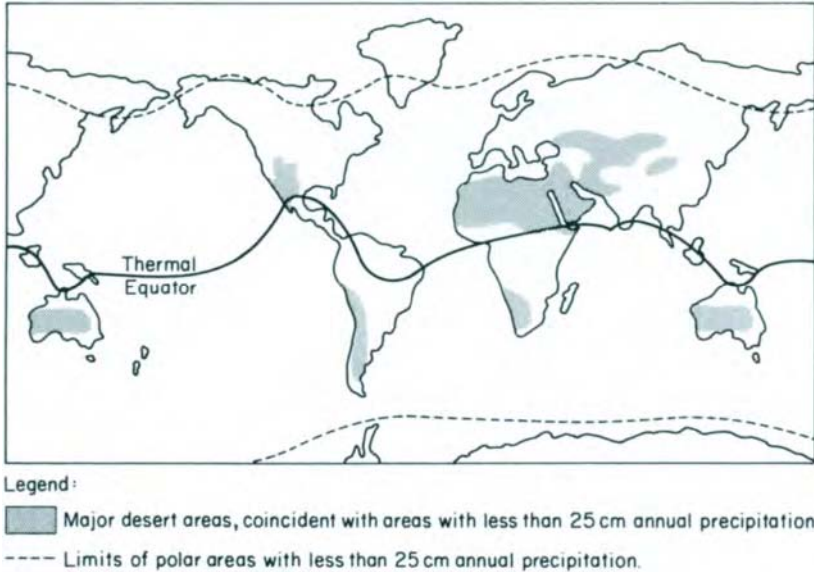 Thermal
Equator
Legend:
Major desert areas, coincident with areas with less than 25 cm annual precipitation
Limits of polar areas with less than 25 cm annual precipitation.